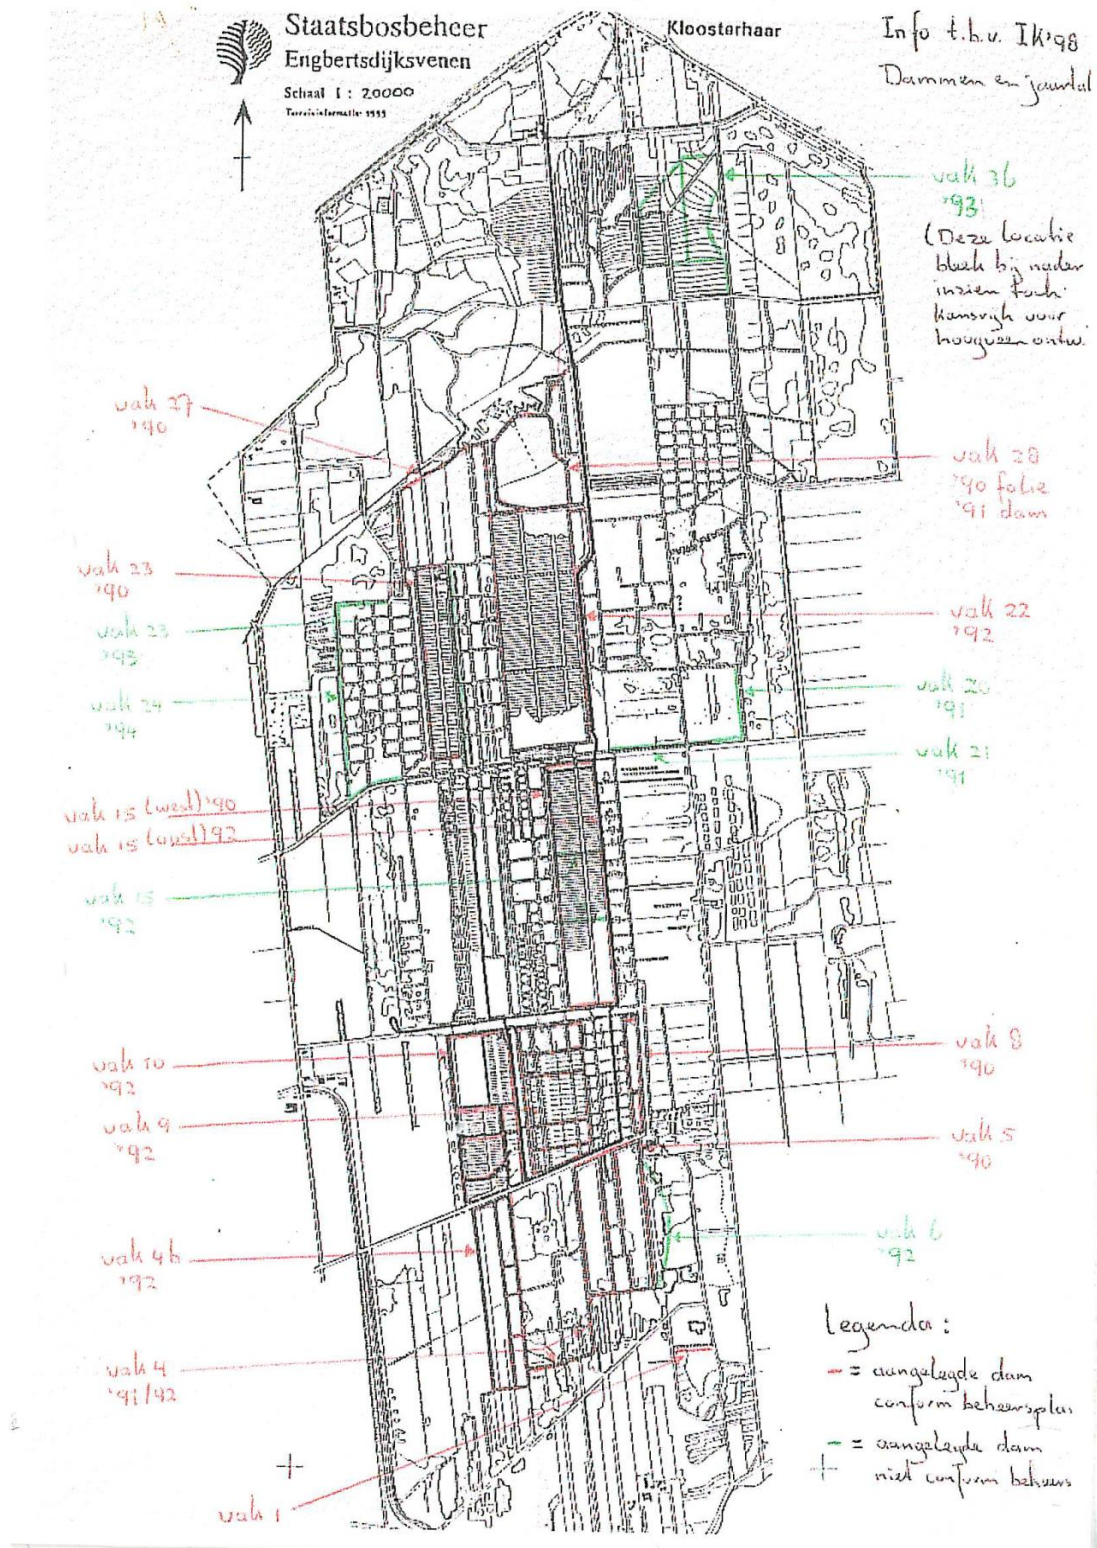 Staatsbosbeheer
Engbertsdijksvenen
Schaal 1 : 20000
Terreininformatie 1995
Kloosterhaar
Info t.b.v. IK'98
Dammen en jaartal
vak 36
'93
(Deze locatie
bleek bij nader
inzien toch
kansrijk voor
hoogveen ontw.
vak 27
'90
vak 28
'90 folie
'91 dam
vak 23
'90
vak 23
'93
vak 22
'92
vak 24
'94
vak 20
'91
vak 21
'91
vak 15 (west) '90
vak 15 (oost) 92
vak 15
'92
vak 10
'92
vak 8
'90
vak 9
'92
vak 5
'90
vak 6
'92
vak 4b
'92
vak 4
'91/92
vak 1
Legenda :
- = aangelegde dam
conform beheersplan
- = aangelegde dam
niet conform beheers